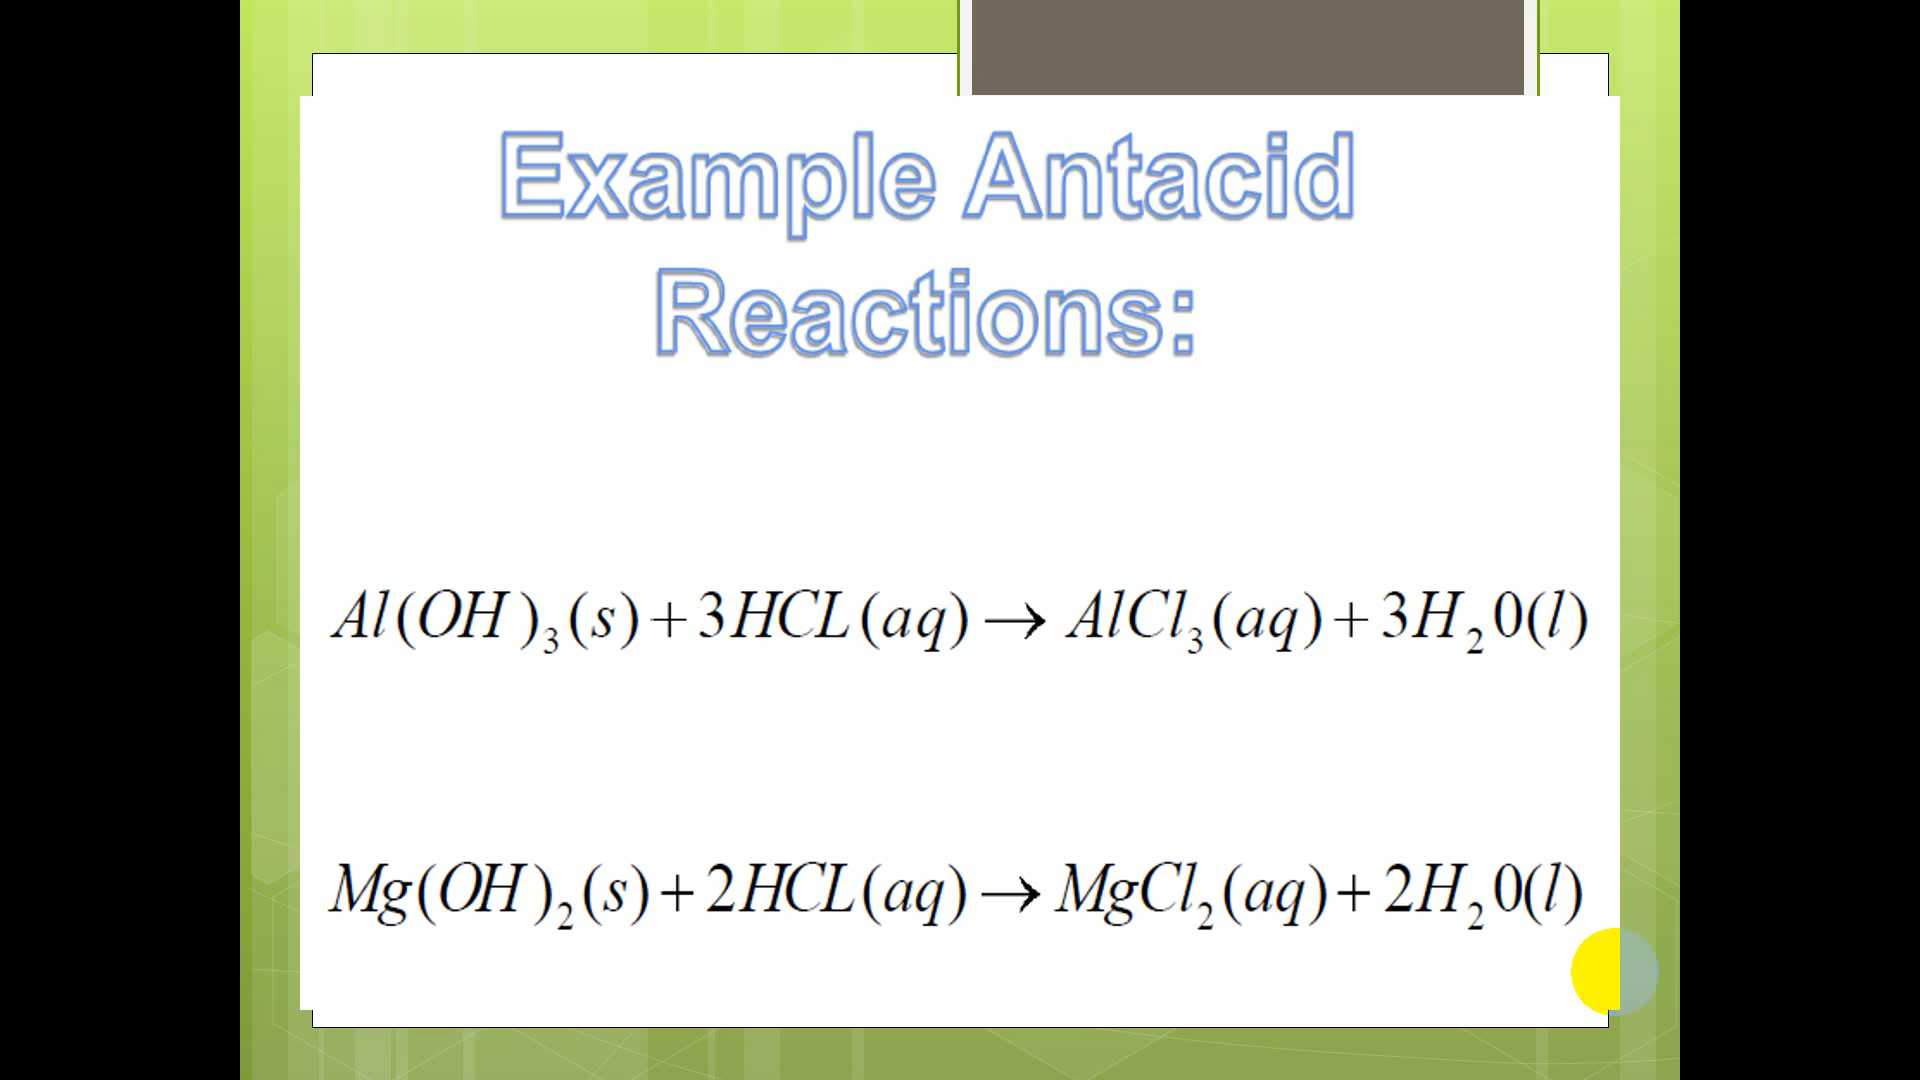 Example Antacid
Reactions:
Al(OH)₃(s)+3HCL(aq)→AlCl₃(aq)+3H₂0(l)
Mg(OH)₂(s)+2HCL(aq)→MgCl₂(aq)+2H₂0(l)